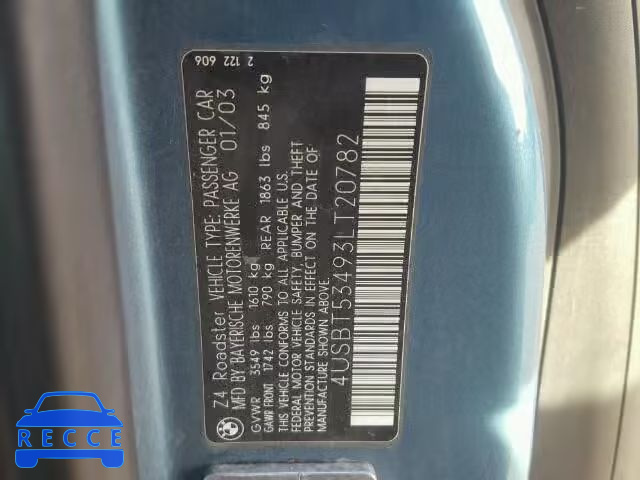 Z4 Roadster VEHICLE TYPE: PASSENGER CAR
MFD BY BAYERISCHE MOTORENWERKE AG 01/03
GVWR 3549 lbs 1610 kg
GAWR FRONT 1742 lbs 790 kg REAR 1863 lbs 845 kg
THIS VEHICLE CONFORMS TO ALL APPLICABLE U.S.
FEDERAL MOTOR VEHICLE SAFETY, BUMPER AND THEFT
PREVENTION STANDARDS IN EFFECT ON THE DATE OF
MANUFACTURE SHOWN ABOVE.
4USBT53493LT20782
2 122 606
BMW
RECCE